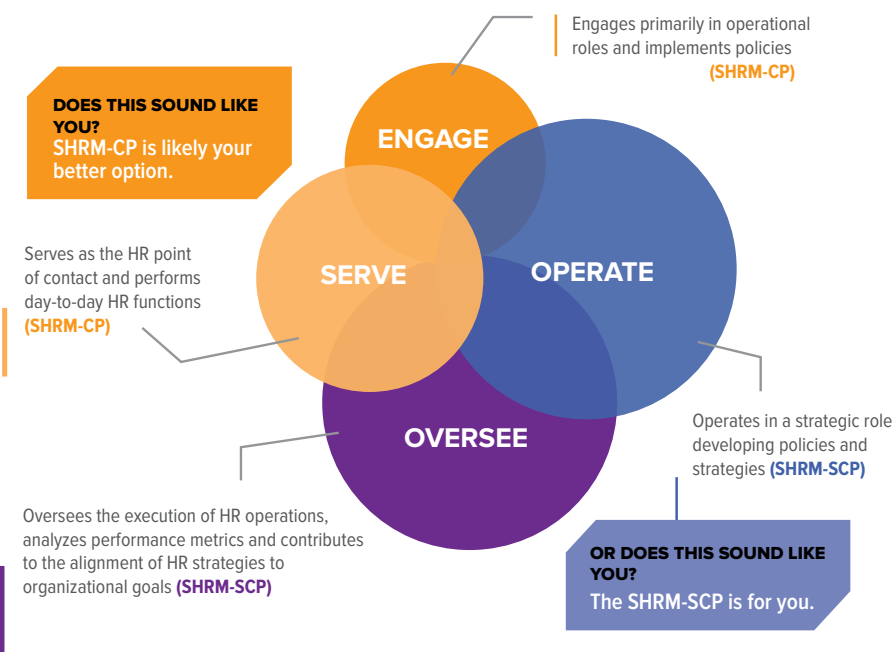 Engages primarily in operational
roles and implements policies
(SHRM-CP)
DOES THIS SOUND LIKE
YOU?
SHRM-CP is likely your
better option.
ENGAGE
Serves as the HR point
of contact and performs
day-to-day HR functions
(SHRM-CP)
SERVE
OPERATE
OVERSEE
Operates in a strategic role
developing policies and
strategies (SHRM-SCP)
Oversees the execution of HR operations,
analyzes performance metrics and contributes
to the alignment of HR strategies to
organizational goals (SHRM-SCP)
OR DOES THIS SOUND LIKE
YOU?
The SHRM-SCP is for you.